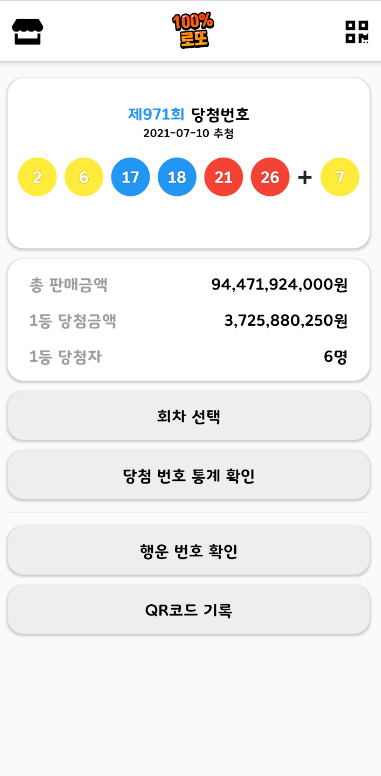 100%
로또
제971회 당첨번호
2021-07-10 추첨
2 6 17 18 21 26 + 7
총 판매금액 94,471,924,000원
1등 당첨금액 3,725,880,250원
1등 당첨자 6명
회차 선택
당첨 번호 통계 확인
행운 번호 확인
QR코드 기록